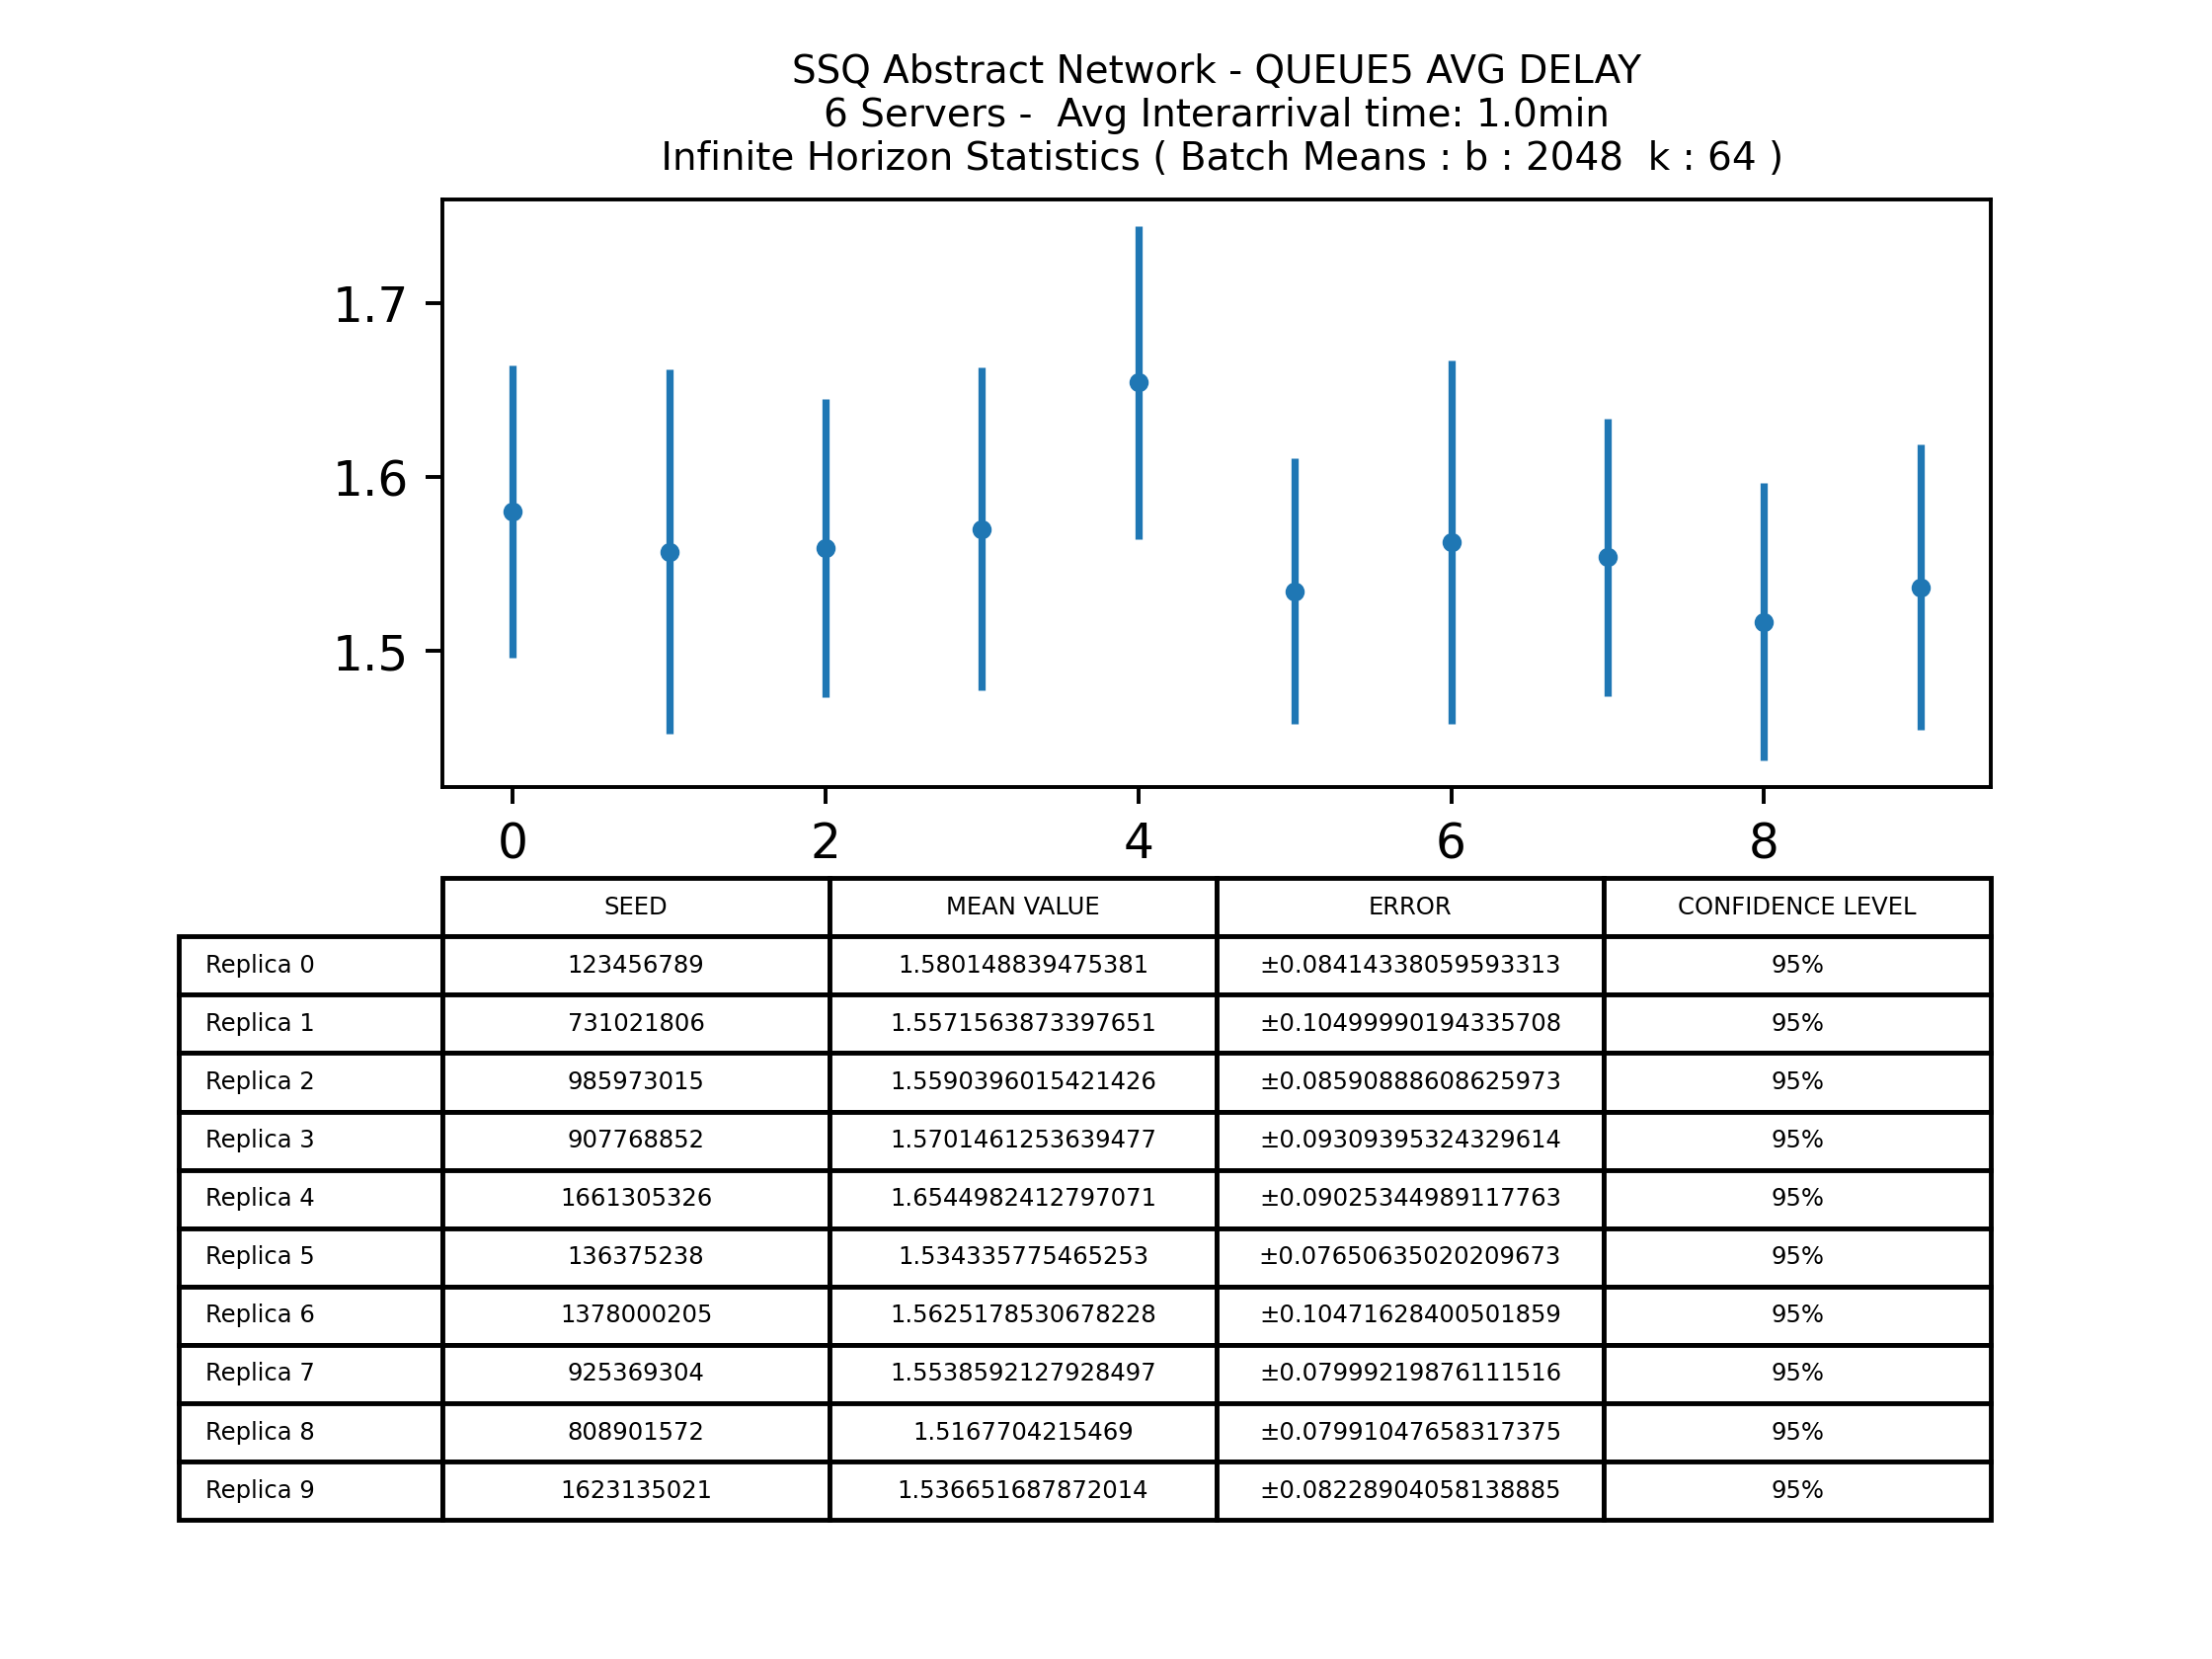 SSQ Abstract Network - QUEUE5 AVG DELAY
6 Servers -  Avg Interarrival time: 1.0min
Infinite Horizon Statistics ( Batch Means : b : 2048  k : 64 )
1.7
1.6
1.5
0 2 4 6 8
SEED MEAN VALUE ERROR CONFIDENCE LEVEL
Replica 0 123456789 1.580148839475381 ±0.08414338059593313 95%
Replica 1 731021806 1.5571563873397651 ±0.10499990194335708 95%
Replica 2 985973015 1.5590396015421426 ±0.08590888608625973 95%
Replica 3 907768852 1.5701461253639477 ±0.09309395324329614 95%
Replica 4 1661305326 1.6544982412797071 ±0.09025344989117763 95%
Replica 5 136375238 1.534335775465253 ±0.07650635020209673 95%
Replica 6 1378000205 1.5625178530678228 ±0.10471628400501859 95%
Replica 7 925369304 1.5538592127928497 ±0.07999219876111516 95%
Replica 8 808901572 1.5167704215469 ±0.07991047658317375 95%
Replica 9 1623135021 1.536651687872014 ±0.08228904058138885 95%